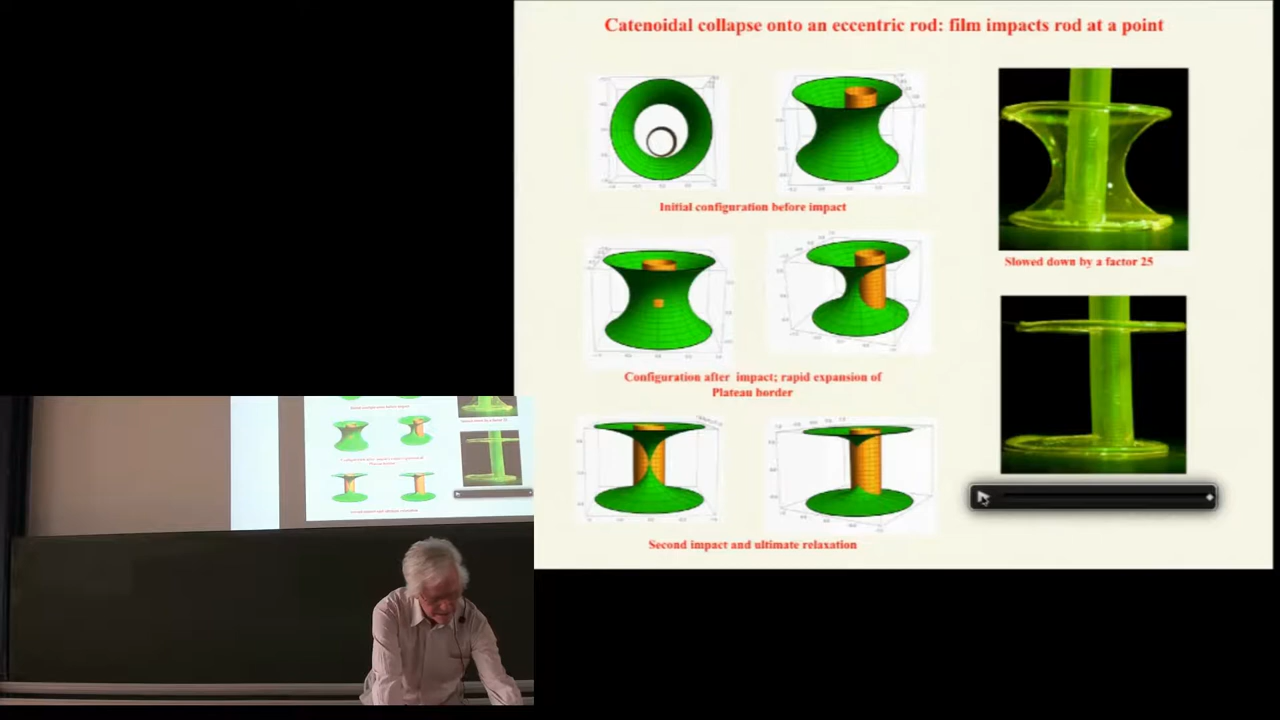 Catenoidal collapse onto an eccentric rod: film impacts rod at a point
Initial configuration before impact
Slowed down by a factor 25
Configuration after impact; rapid expansion of
Plateau border
Second impact and ultimate relaxation